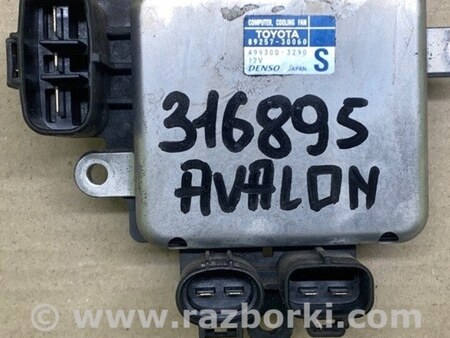 COMPUTER, COOLING FAN
TOYOTA
89257-30060
499300-3290
12V
DENSO JAPAN S
316895
AVALON
www.razborki.com